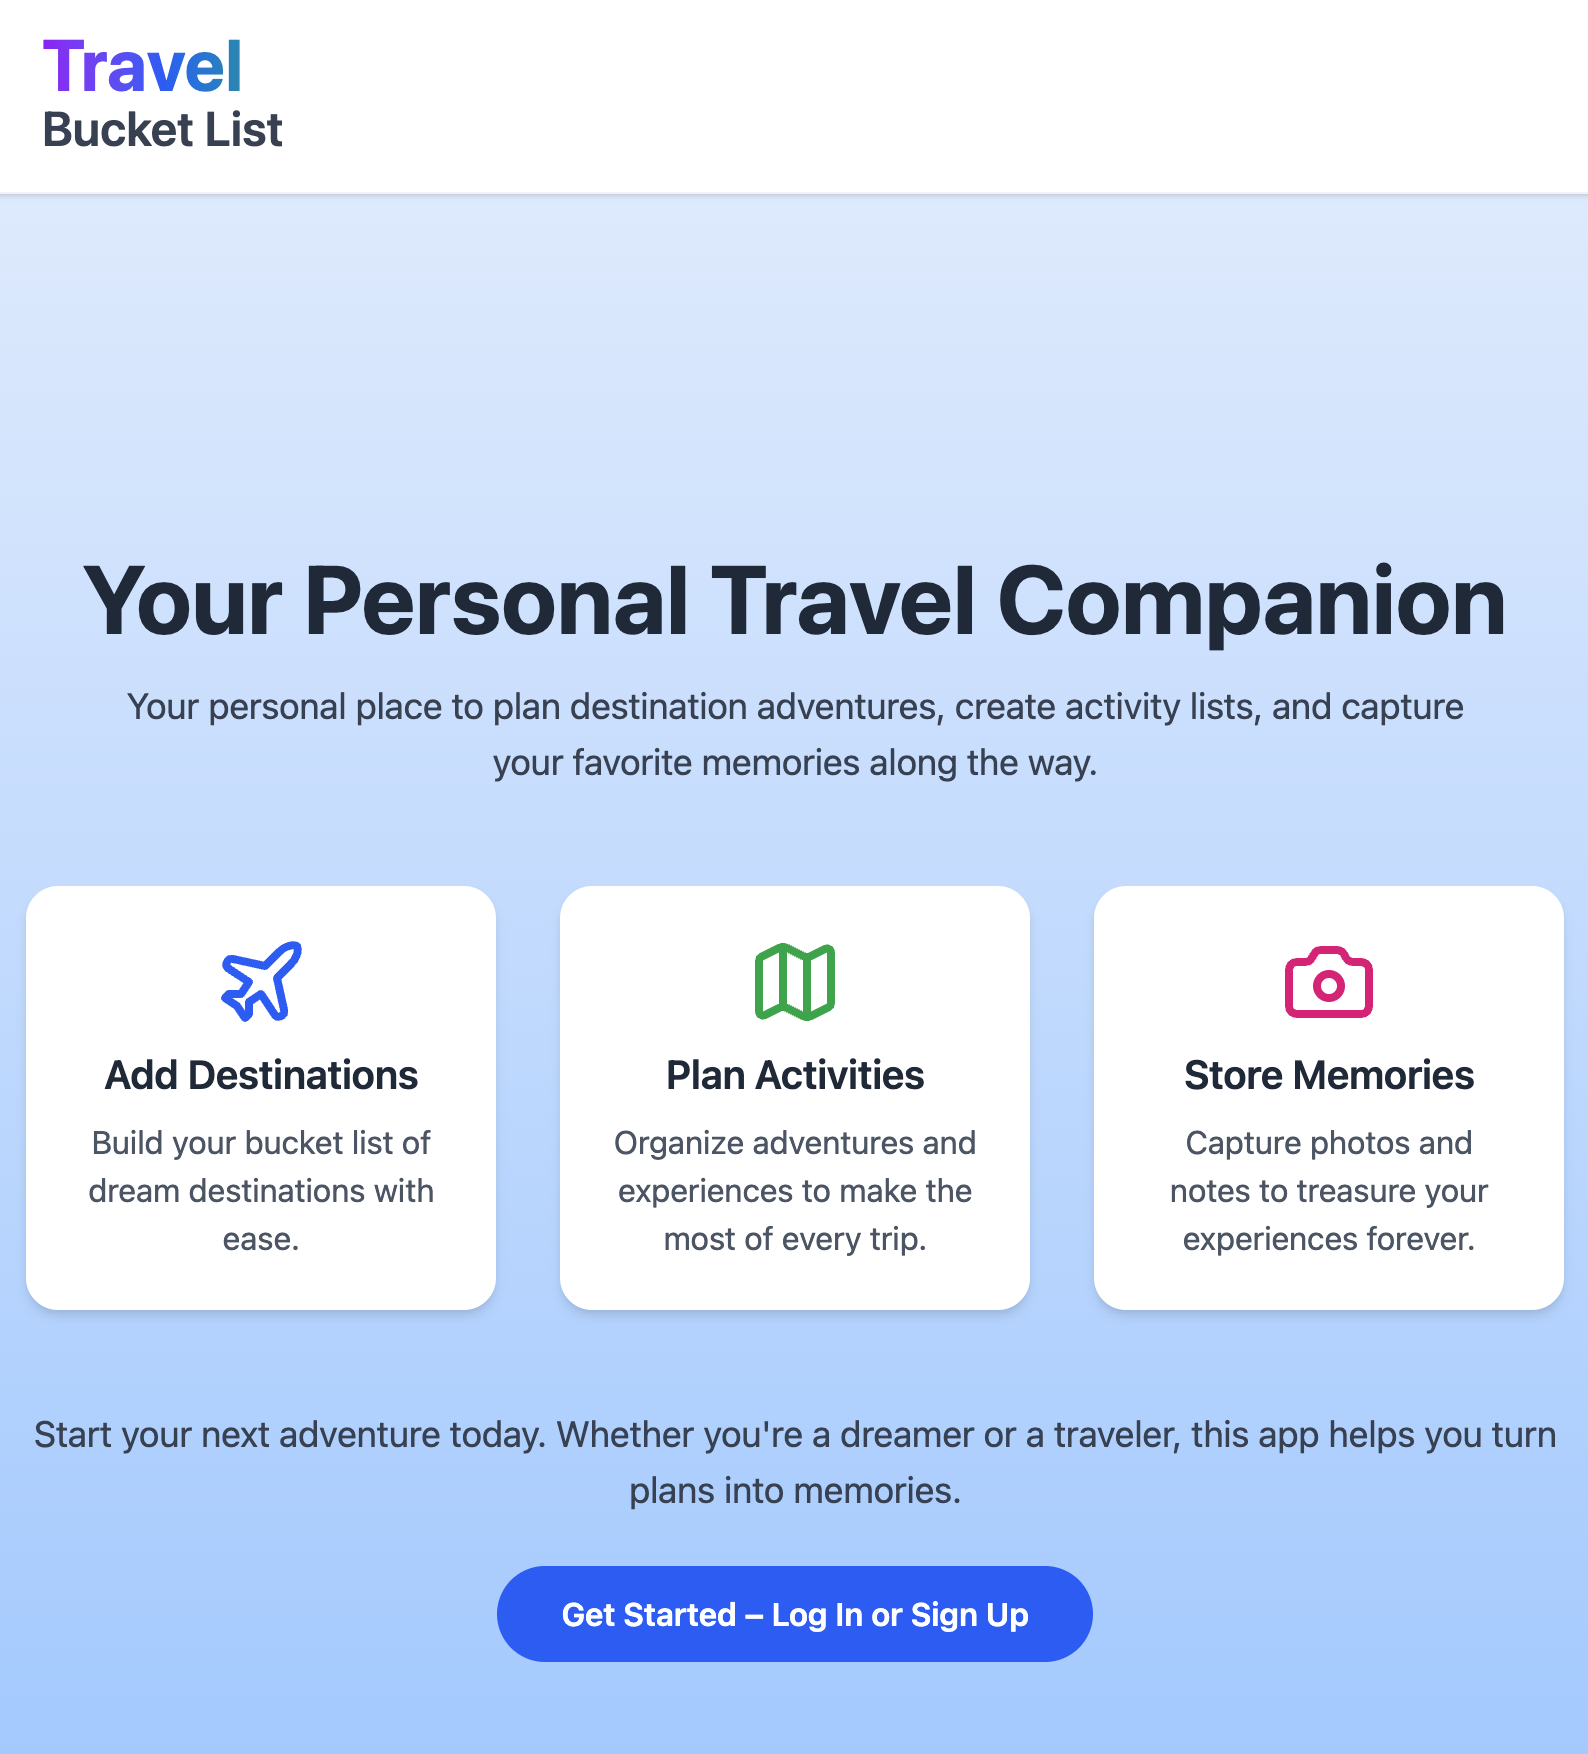 Travel
Bucket List
Your Personal Travel Companion
Your personal place to plan destination adventures, create activity lists, and capture
your favorite memories along the way.
Add Destinations
Build your bucket list of
dream destinations with
ease.
Plan Activities
Organize adventures and
experiences to make the
most of every trip.
Store Memories
Capture photos and
notes to treasure your
experiences forever.
Start your next adventure today. Whether you're a dreamer or a traveler, this app helps you turn
plans into memories.
Get Started – Log In or Sign Up